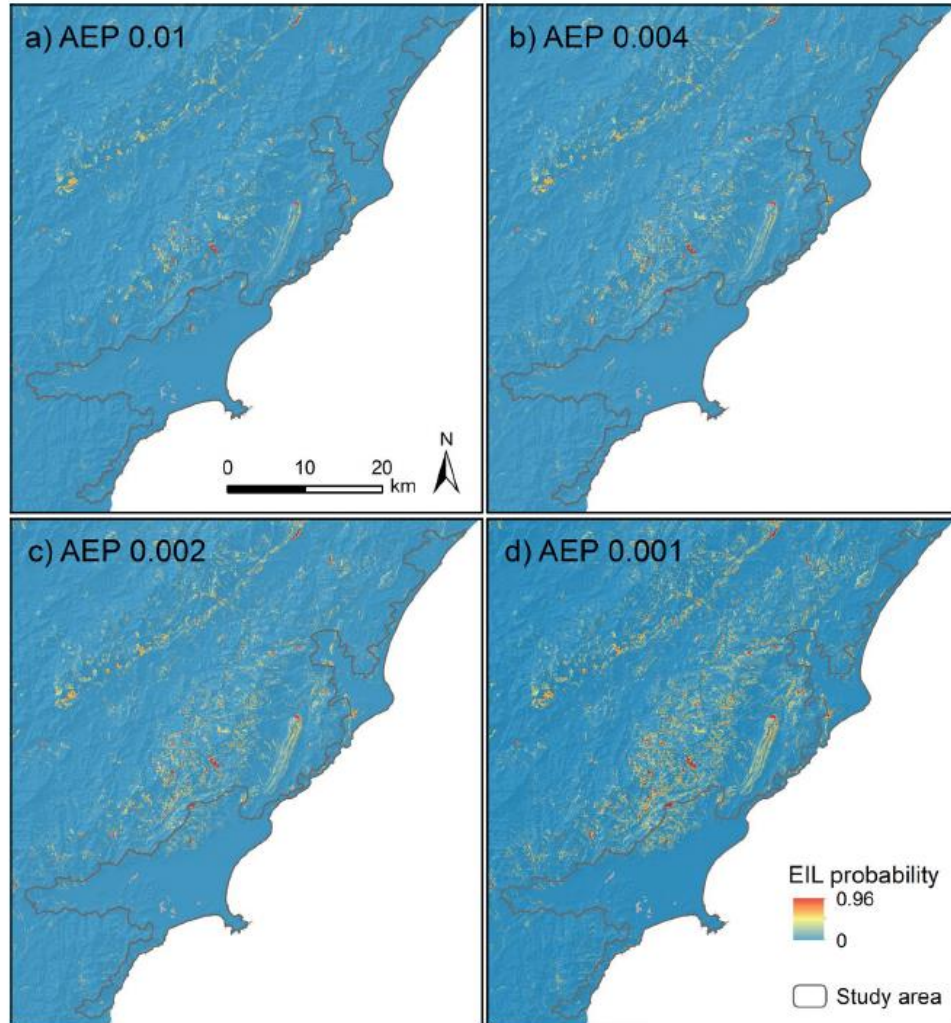 a) AEP 0.01
b) AEP 0.004
N
0 10 20
km
c) AEP 0.002
d) AEP 0.001
EIL probability
0.96
0
Study area